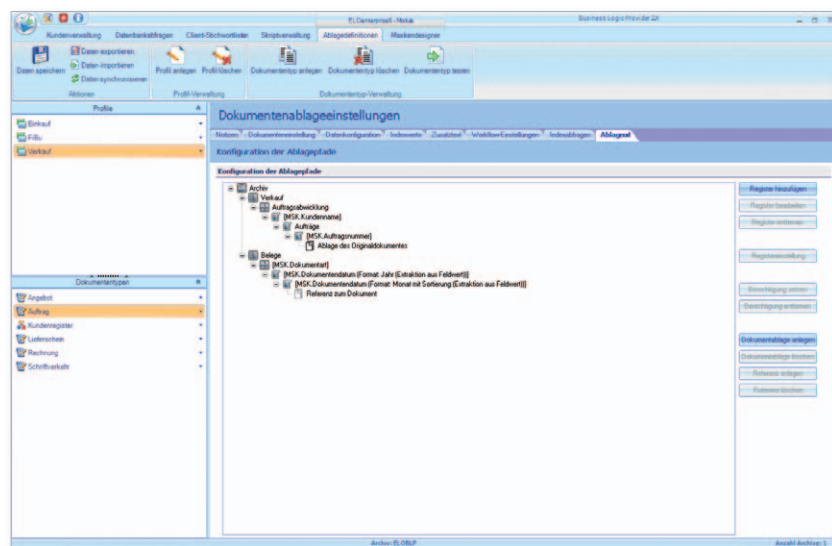 ELOenterprise - Modus
Business Logic Provider 2.X
Kundenverwaltung Datenbankabfragen Client-Stichwortlisten Skriptverwaltung Ablagedefinitionen Maskendesigner
Daten exportieren
Daten importieren
Daten synchronisieren
Daten speichern Profil anlegen Profil löschen Dokumententyp anlegen Dokumententyp löschen Dokumententyp testen
Aktionen Profil-Verwaltung Dokumententyp-Verwaltung
Profile
Einkauf
FiBu
Verkauf
Dokumententypen
Angebot
Auftrag
Kundenregister
Lieferschein
Rechnung
Schriftverkehr
Dokumentenablageeinstellungen
Notizen Dokumenteneinstellung Datenkonfiguration Indexwerte Zusatztext Workflow-Einstellungen Indexabfragen Ablageort
Konfiguration der Ablagepfade
Konfiguration der Ablagepfade
Archiv
Verkauf
Auftragsabwicklung
[MSK.Kundenname]
Aufträge
[MSK.Auftragsnummer]
Ablage des Originaldokumentes
Belege
[MSK.Dokumentart]
[MSK.Dokumentendatum (Format: Jahr (Extraktion aus Feldwert))]
[MSK.Dokumentendatum (Format: Monat mit Sortierung (Extraktion aus Feldwert))]
Referenz zum Dokument
Register hinzufügen
Register bearbeiten
Register entfernen
Registereinstellung
Berechtigung setzen
Berechtigung entfernen
Dokumentablage anlegen
Dokumentablage löschen
Referenz anlegen
Referenz löschen
Archiv: ELOBLP
Anzahl Archive: 1